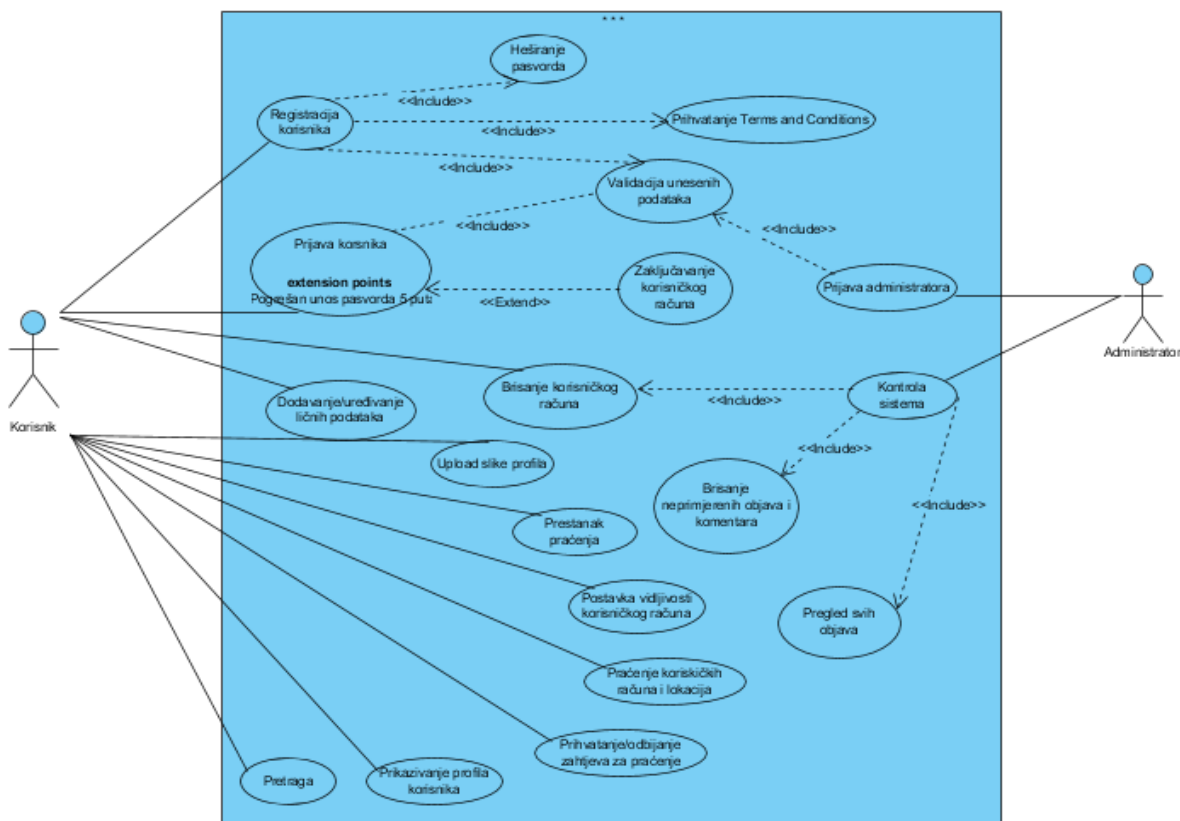 Heširanje
pasvorda
<<Include>>
Registracija
korisnika
<<Include>>
Prihvatanje Terms and Conditions
<<Include>>
Validacija unesenih
podataka
<<Include>>
<<Include>>
Prijava korsnika
extension points
Pogrešan unos pasvorda 5 puta
<<Extend>>
Zaključavanje
korisničkog
računa
Prijava administratora
Administrator
Korisnik
Brisanje korisničkog
računa
<<Include>>
Kontrola
sistema
Dodavanje/uređivanje
ličnih podataka
<<Include>>
Upload slike profila
Brisanje
neprimjerenih objava i
komentara
<<Include>>
Prestanak
praćenja
Postavka vidljivosti
korisničkog računa
Pregled svih
objava
Praćenje koriskičkih
računa i lokacija
Prihvatanje/odbijanje
zahtjeva za praćenje
Pretraga
Prikazivanje profila
korisnika